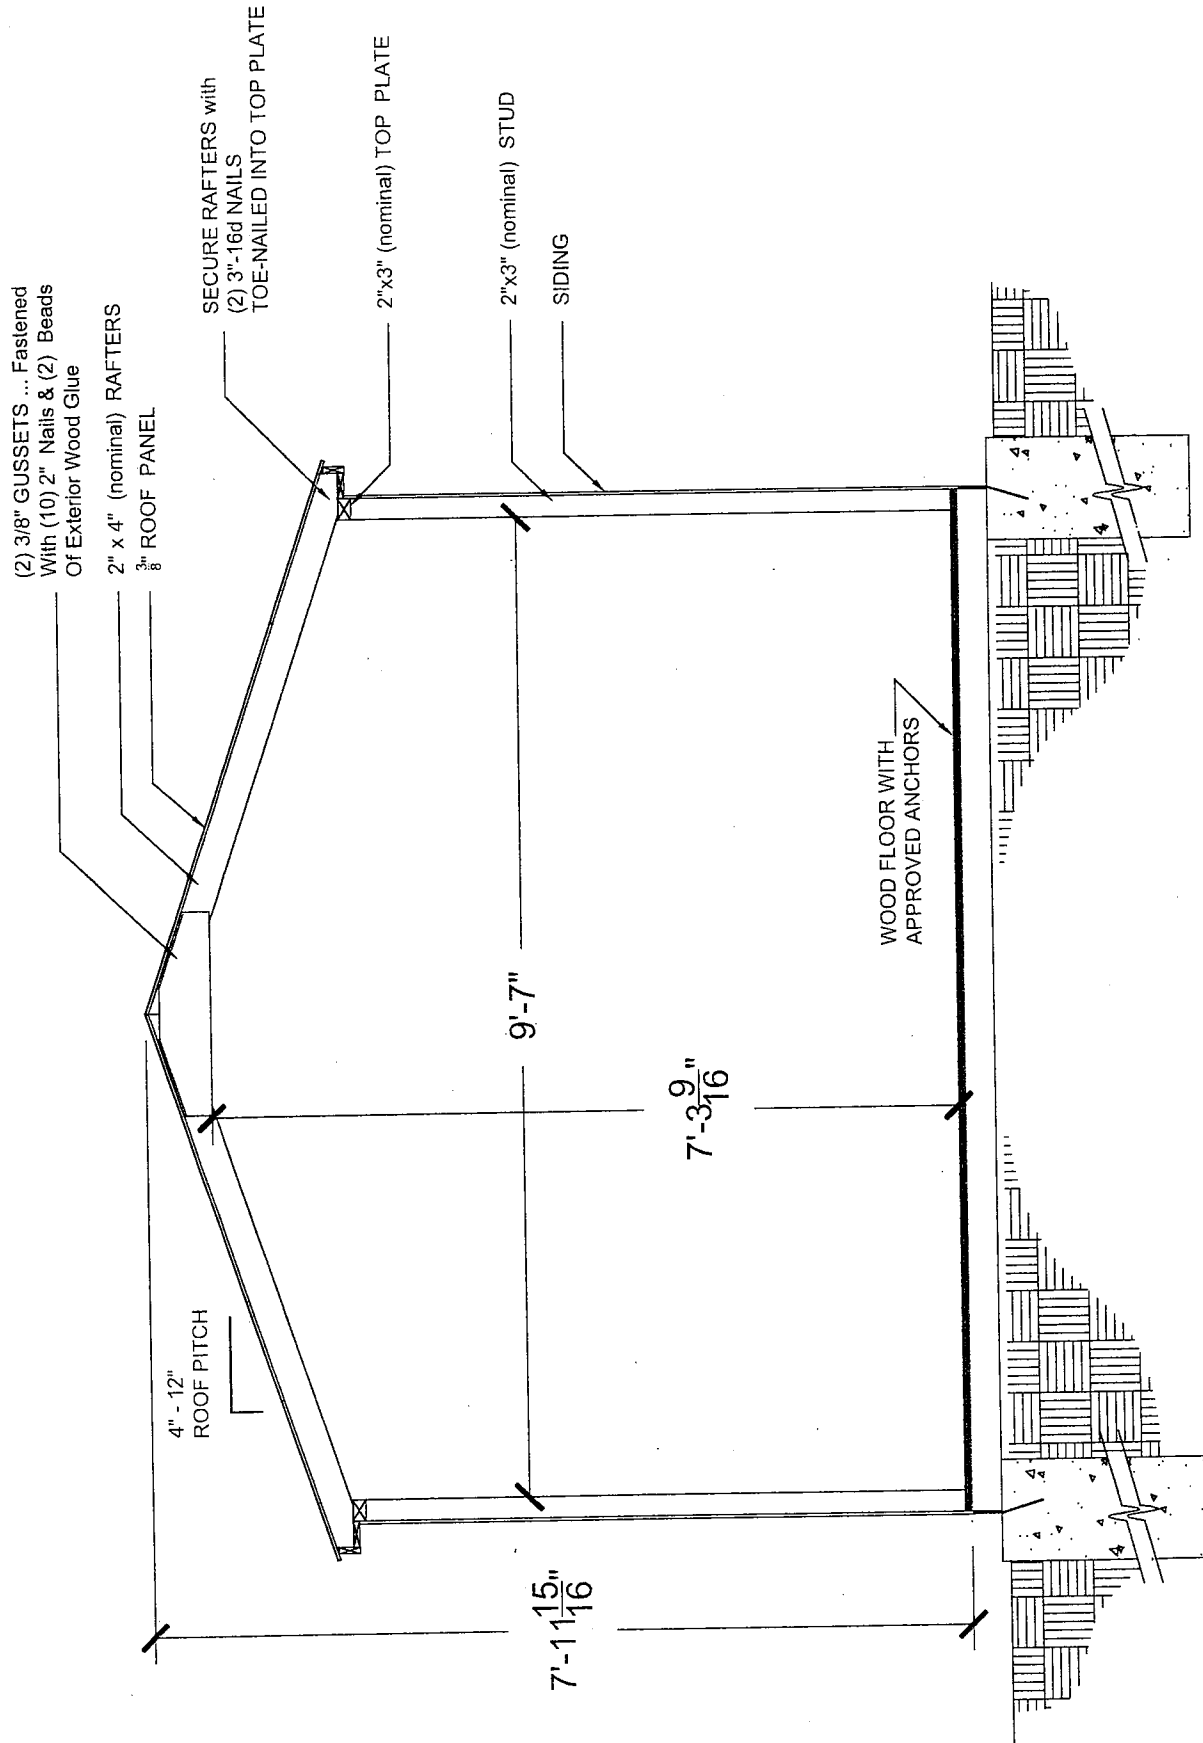 (2) 3/8" GUSSETS ... Fastened
With (10) 2" Nails & (2) Beads
Of Exterior Wood Glue
2" x 4" (nominal) RAFTERS
3/8" ROOF PANEL
SECURE RAFTERS with
(2) 3"-16d NAILS
TOE-NAILED INTO TOP PLATE
2"x3" (nominal) TOP PLATE
2"x3" (nominal) STUD
SIDING
4" - 12"
ROOF PITCH
9'-7"
7'-3 9/16"
WOOD FLOOR WITH
APPROVED ANCHORS
7'-11 15/16"